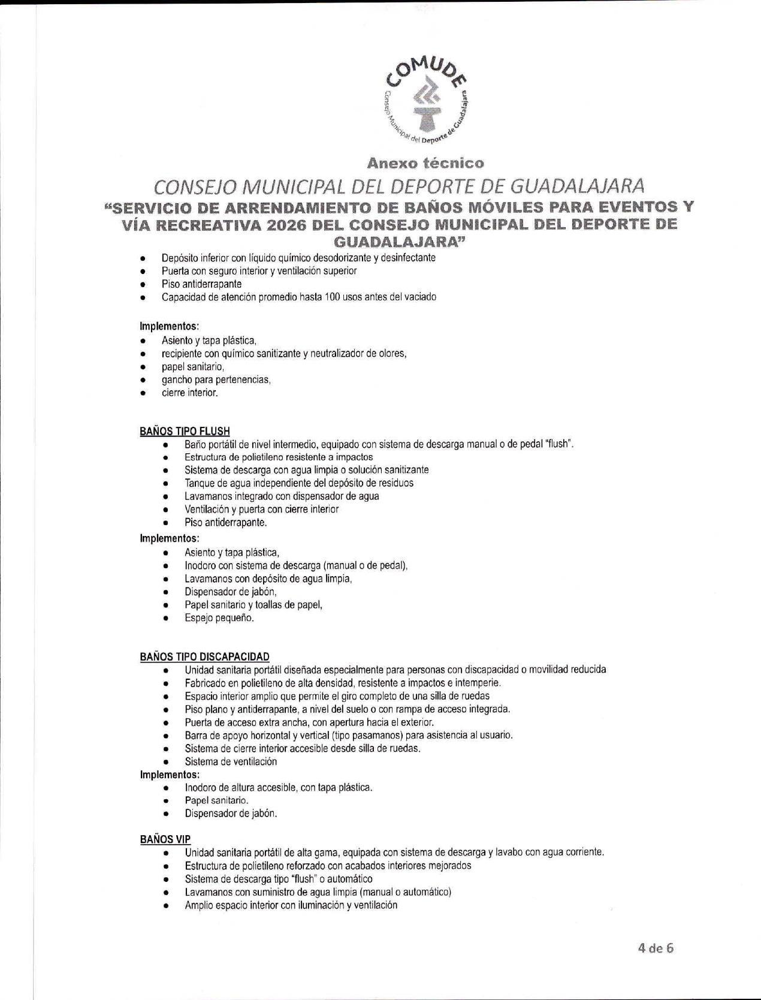 COMUDE
Consejo Municipal del Deporte de Guadalajara
Anexo técnico
CONSEJO MUNICIPAL DEL DEPORTE DE GUADALAJARA
“SERVICIO DE ARRENDAMIENTO DE BAÑOS MÓVILES PARA EVENTOS Y
VÍA RECREATIVA 2026 DEL CONSEJO MUNICIPAL DEL DEPORTE DE
GUADALAJARA”
• Depósito inferior con líquido químico desodorizante y desinfectante
• Puerta con seguro interior y ventilación superior
• Piso antiderrapante
• Capacidad de atención promedio hasta 100 usos antes del vaciado
Implementos:
• Asiento y tapa plástica,
• recipiente con químico sanitizante y neutralizador de olores,
• papel sanitario,
• gancho para pertenencias,
• cierre interior.
BAÑOS TIPO FLUSH
• Baño portátil de nivel intermedio, equipado con sistema de descarga manual o de pedal “flush”.
• Estructura de polietileno resistente a impactos
• Sistema de descarga con agua limpia o solución sanitizante
• Tanque de agua independiente del depósito de residuos
• Lavamanos integrado con dispensador de agua
• Ventilación y puerta con cierre interior
• Piso antiderrapante.
Implementos:
• Asiento y tapa plástica,
• Inodoro con sistema de descarga (manual o de pedal),
• Lavamanos con depósito de agua limpia,
• Dispensador de jabón,
• Papel sanitario y toallas de papel,
• Espejo pequeño.
BAÑOS TIPO DISCAPACIDAD
• Unidad sanitaria portátil diseñada especialmente para personas con discapacidad o movilidad reducida
• Fabricado en polietileno de alta densidad, resistente a impactos e intemperie.
• Espacio interior amplio que permite el giro completo de una silla de ruedas
• Piso plano y antiderrapante, a nivel del suelo o con rampa de acceso integrada.
• Puerta de acceso extra ancha, con apertura hacia el exterior.
• Barra de apoyo horizontal y vertical (tipo pasamanos) para asistencia al usuario.
• Sistema de cierre interior accesible desde silla de ruedas.
• Sistema de ventilación
Implementos:
• Inodoro de altura accesible, con tapa plástica.
• Papel sanitario.
• Dispensador de jabón.
BAÑOS VIP
• Unidad sanitaria portátil de alta gama, equipada con sistema de descarga y lavabo con agua corriente.
• Estructura de polietileno reforzado con acabados interiores mejorados
• Sistema de descarga tipo “flush” o automático
• Lavamanos con suministro de agua limpia (manual o automático)
• Amplio espacio interior con iluminación y ventilación
4 de 6